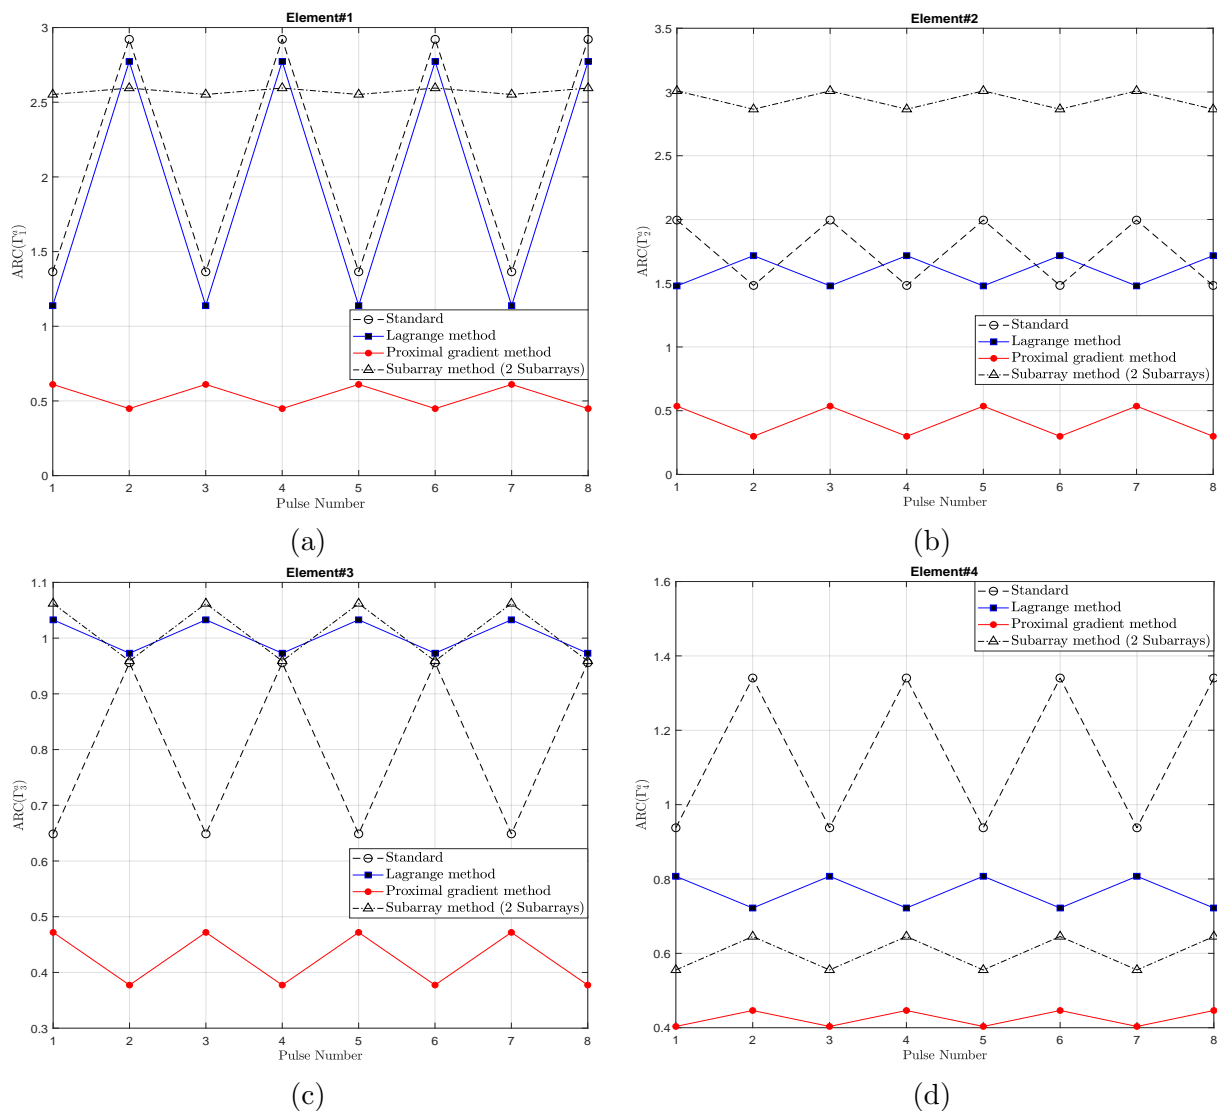 Element#1
3
2.5
2
1.5
1
0.5
0
ARC(Γ₁ᵃ)
Standard
Lagrange method
Proximal gradient method
Subarray method (2 Subarrays)
1 2 3 4 5 6 7 8
Pulse Number
(a)
Element#2
3.5
3
2.5
2
1.5
1
0.5
0
ARC(Γ₂ᵃ)
Standard
Lagrange method
Proximal gradient method
Subarray method (2 Subarrays)
1 2 3 4 5 6 7 8
Pulse Number
(b)
Element#3
1.1
1
0.9
0.8
0.7
0.6
0.5
0.4
0.3
ARC(Γ₃ᵃ)
Standard
Lagrange method
Proximal gradient method
Subarray method (2 Subarrays)
1 2 3 4 5 6 7 8
Pulse Number
(c)
Element#4
1.6
1.4
1.2
1
0.8
0.6
0.4
ARC(Γ₄ᵃ)
Standard
Lagrange method
Proximal gradient method
Subarray method (2 Subarrays)
1 2 3 4 5 6 7 8
Pulse Number
(d)